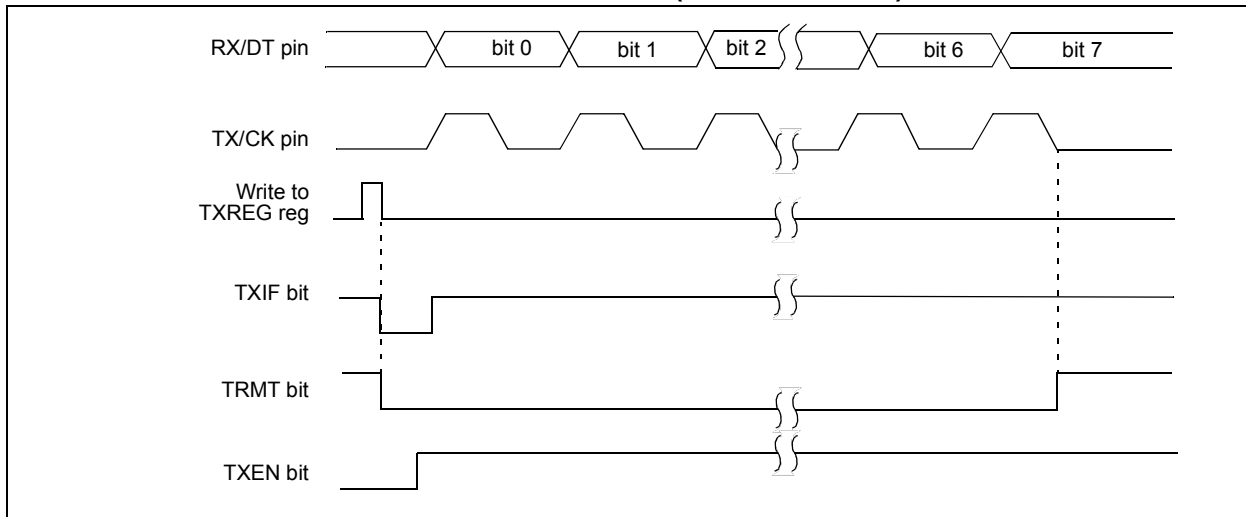 RX/DT pin
bit 0
bit 1
bit 2
bit 6
bit 7
TX/CK pin
Write to
TXREG reg
TXIF bit
TRMT bit
TXEN bit